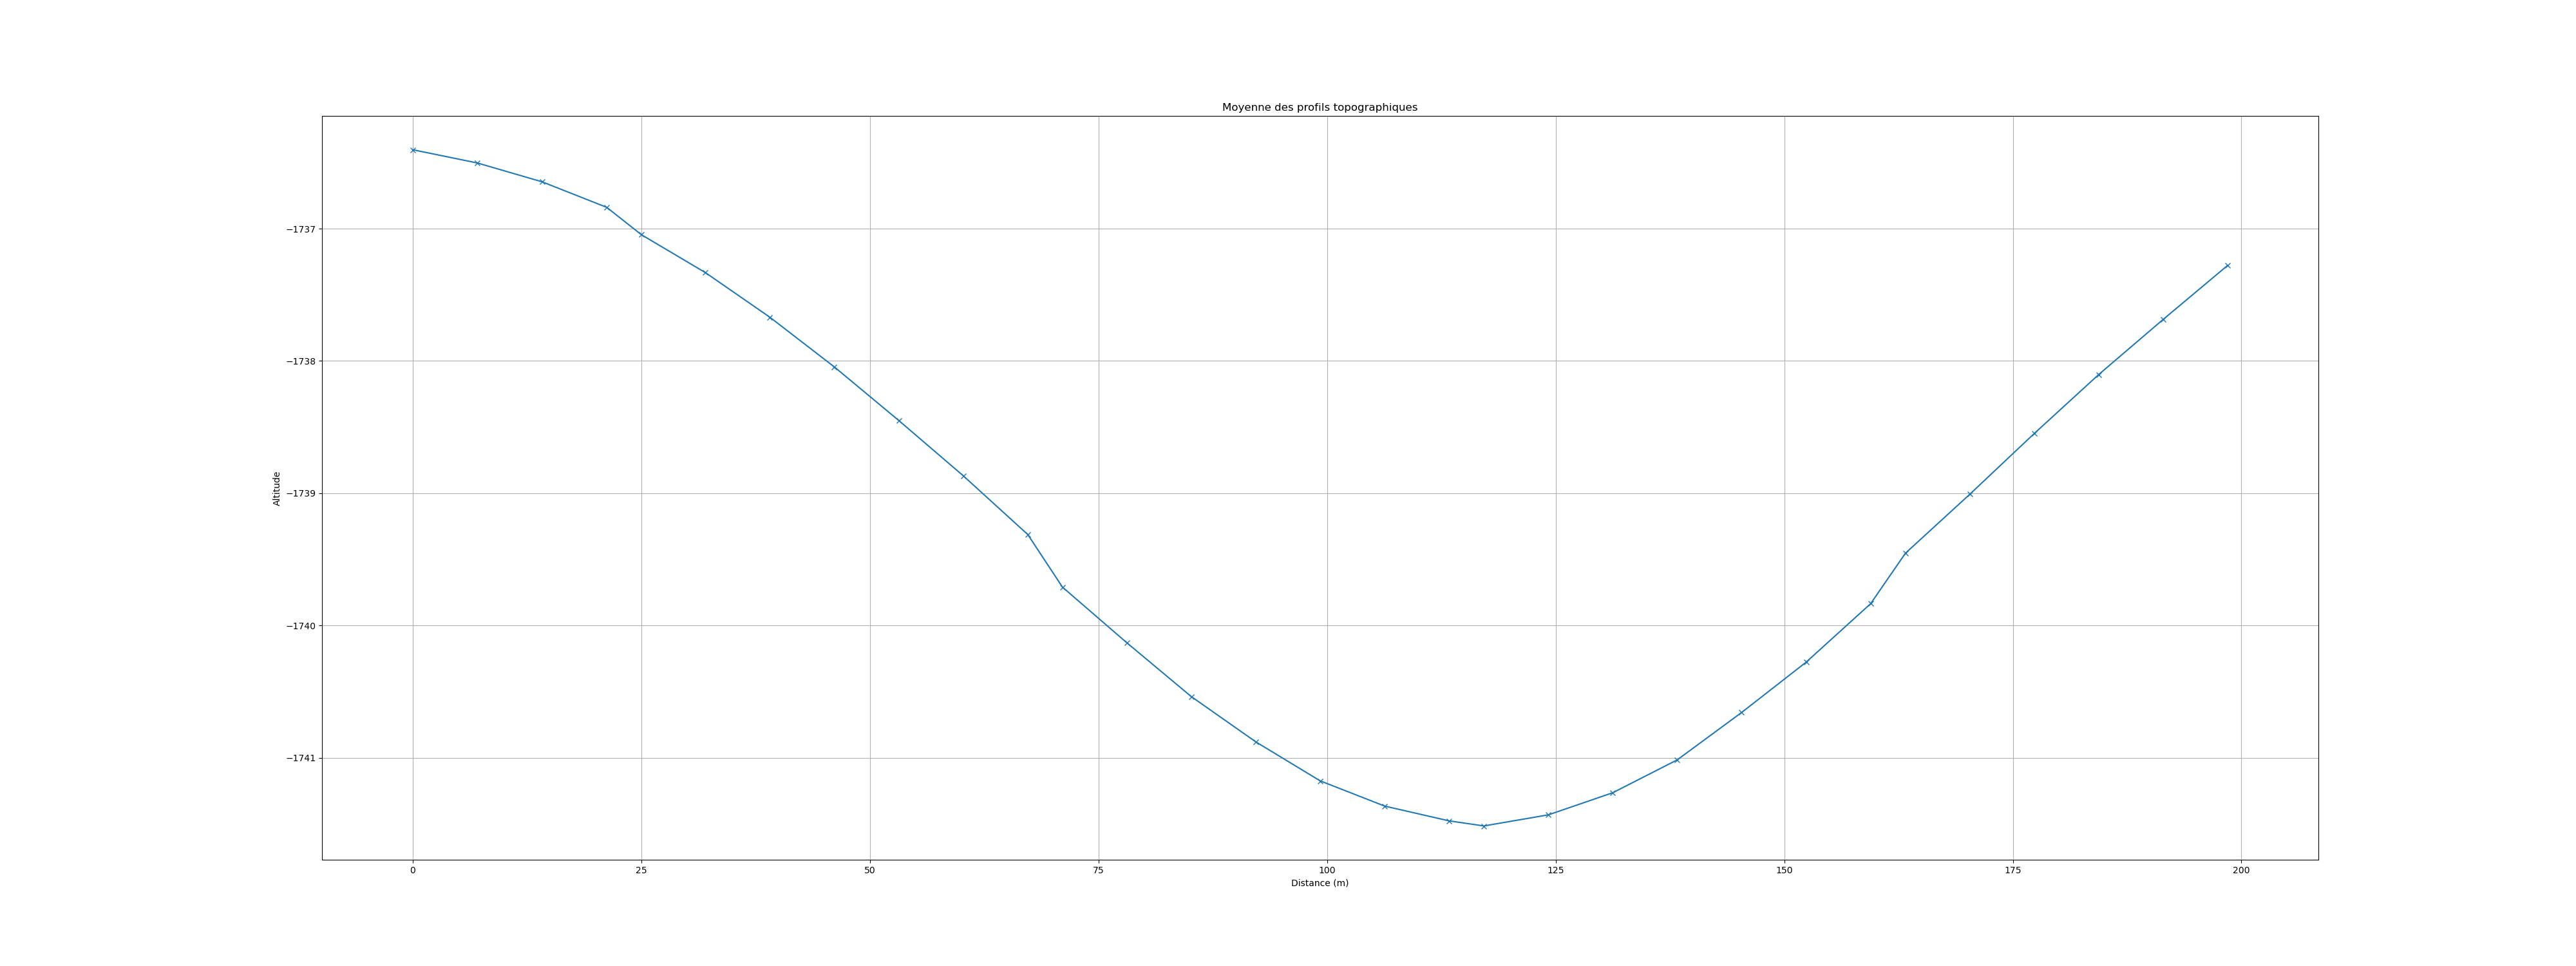 Moyenne des profils topographiques
Altitude
−1737
−1738
−1739
−1740
−1741
0 25 50 75 100 125 150 175 200
Distance (m)